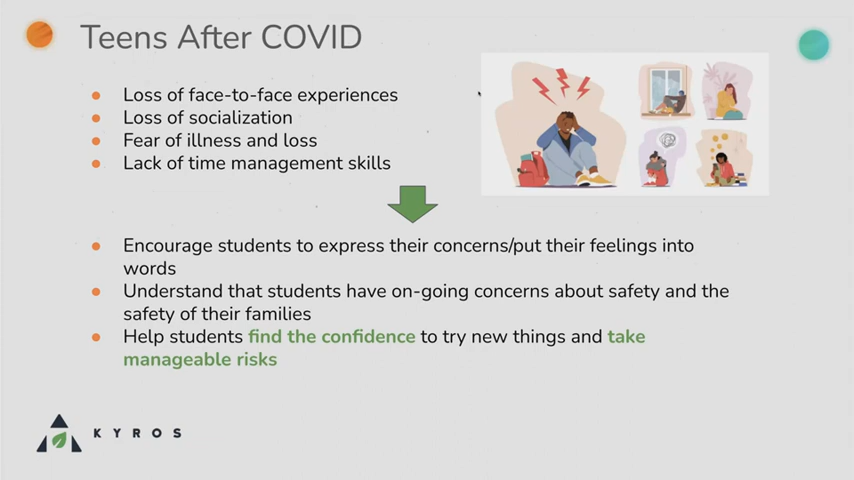 Teens After COVID
Loss of face-to-face experiences
Loss of socialization
Fear of illness and loss
Lack of time management skills
Encourage students to express their concerns/put their feelings into
words
Understand that students have on-going concerns about safety and the
safety of their families
Help students find the confidence to try new things and take
manageable risks
KYROS